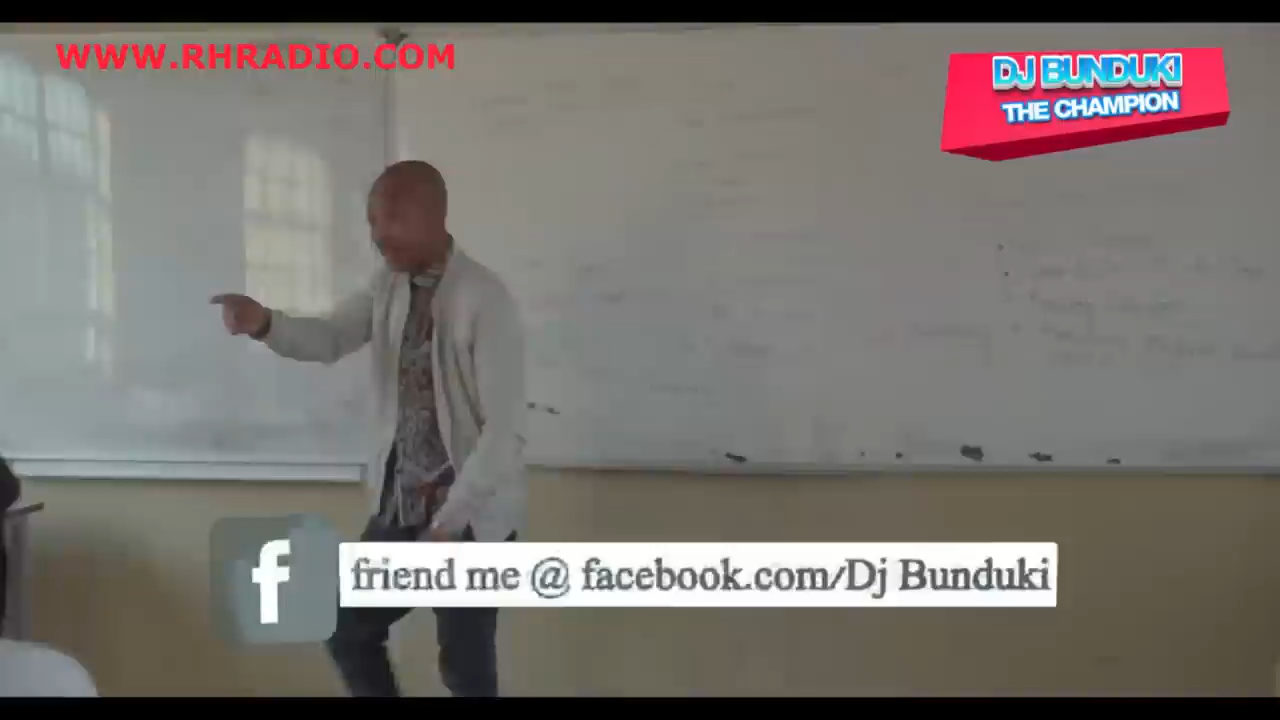 WWW.RHRADIO.COM
DJ BUNDUKI
THE CHAMPION
f
friend me @ facebook.com/Dj Bunduki